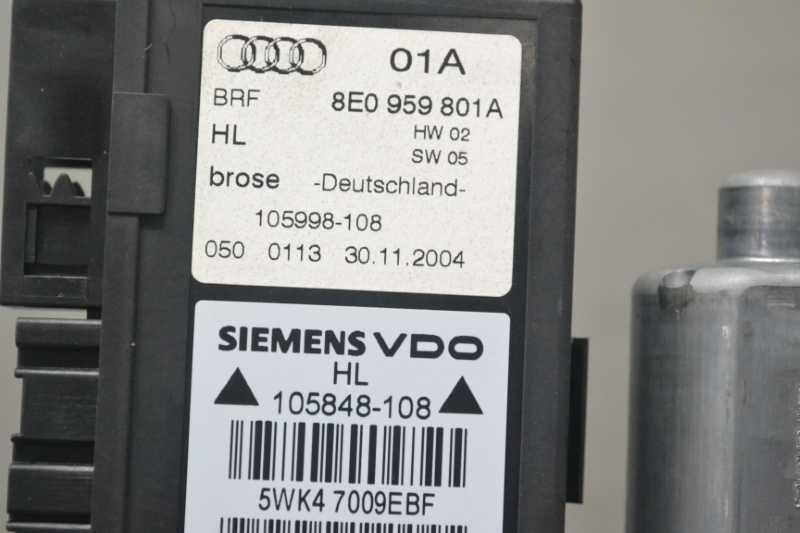 01A
BRF 8E0 959 801A
HL HW 02
SW 05
brose -Deutschland-
105998-108
050 0113 30.11.2004
SIEMENS VDO
HL
105848-108
5WK4 7009EBF